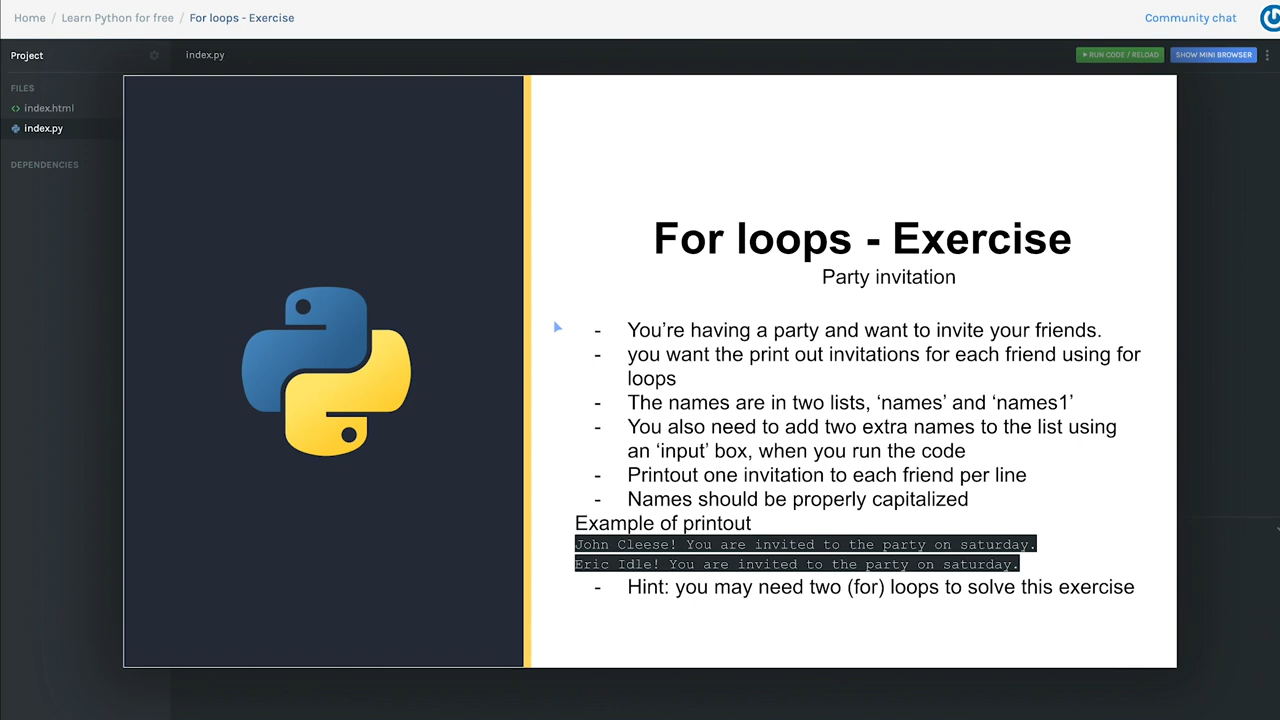 Home / Learn Python for free / For loops - Exercise
Community chat
Project
index.py
RUN CODE / RELOAD
SHOW MINI BROWSER
FILES
index.html
index.py
DEPENDENCIES
For loops - Exercise
Party invitation
- You’re having a party and want to invite your friends.
- you want the print out invitations for each friend using for
loops
- The names are in two lists, ‘names’ and ‘names1’
- You also need to add two extra names to the list using
an ‘input’ box, when you run the code
- Printout one invitation to each friend per line
- Names should be properly capitalized
Example of printout
John Cleese! You are invited to the party on saturday.
Eric Idle! You are invited to the party on saturday.
- Hint: you may need two (for) loops to solve this exercise